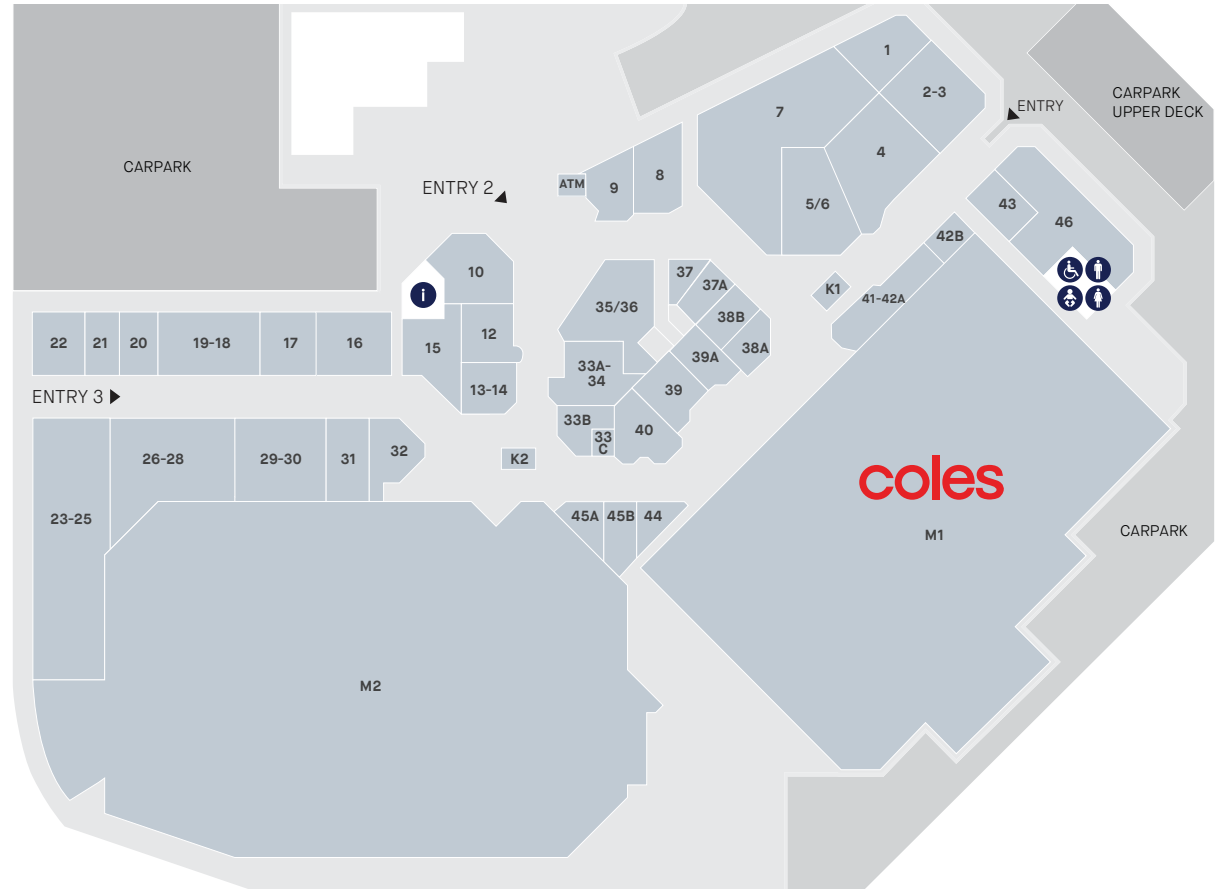 1
2-3
CARPARK
UPPER DECK
ENTRY
7
4
CARPARK
ENTRY 2
ATM
9
8
5/6
43
46
42B
10
i
37
37A
K1
41-42A
35/36
38B
12
15
38A
22
21
20
19-18
17
16
39A
33A-
34
13-14
39
ENTRY 3
33B
33
C
40
32
26-28
29-30
31
K2
coles
23-25
45A
45B
44
M1
CARPARK
M2